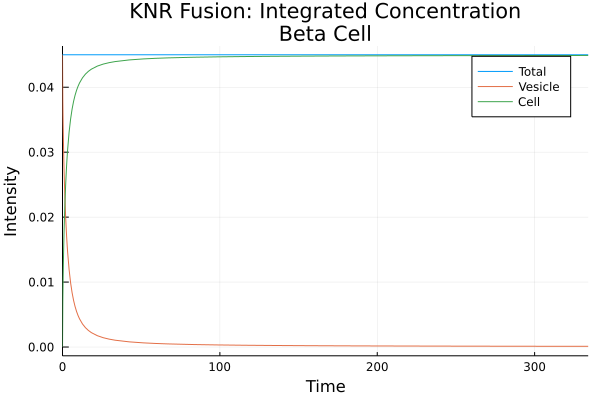 KNR Fusion: Integrated Concentration
Beta Cell
Intensity
0.04
0.03
0.02
0.01
0.00
0
100
200
300
Time
Total
Vesicle
Cell